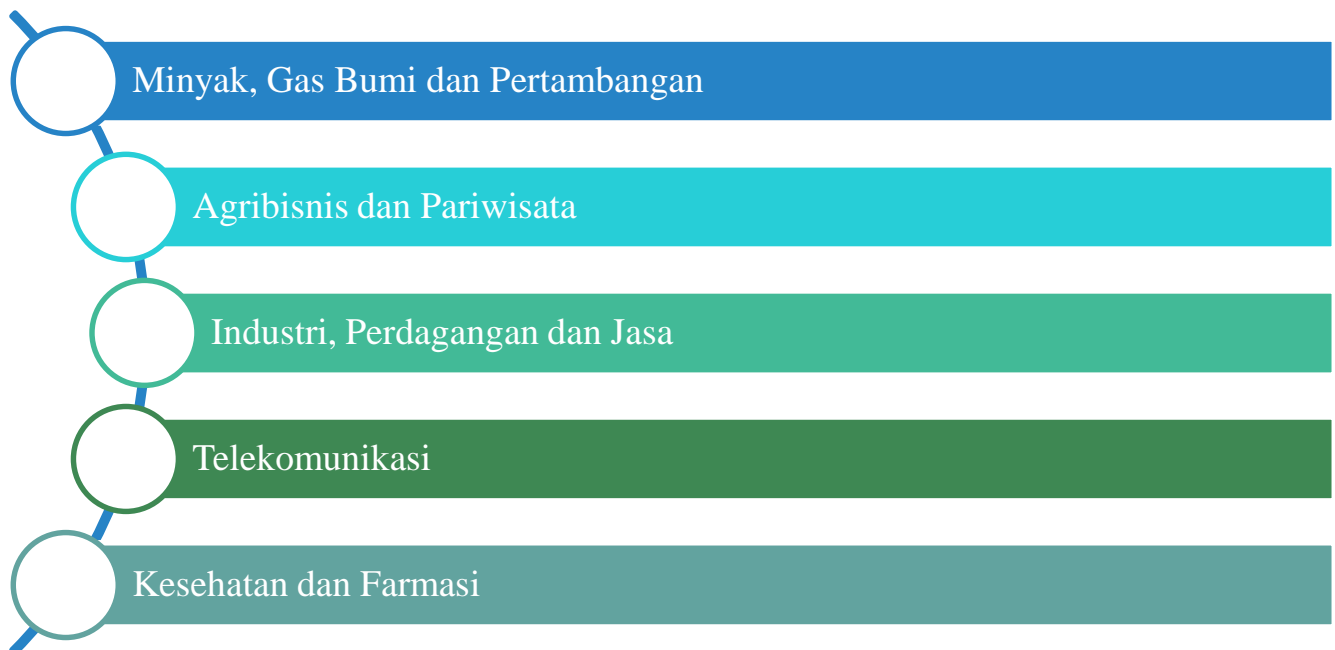 Minyak, Gas Bumi dan Pertambangan
Agribisnis dan Pariwisata
Industri, Perdagangan dan Jasa
Telekomunikasi
Kesehatan dan Farmasi